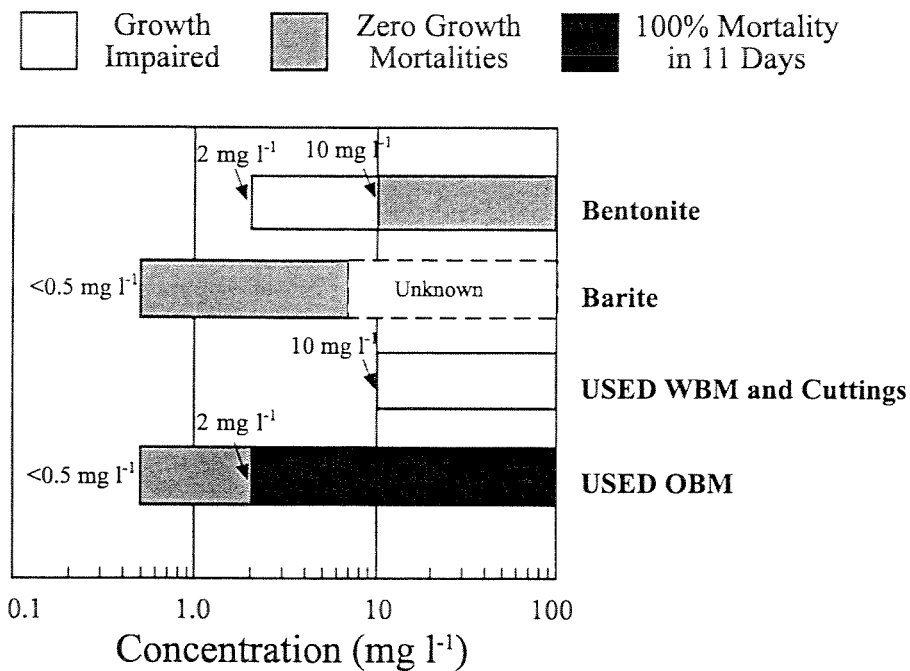 Growth
Impaired
Zero Growth
Mortalities
100% Mortality
in 11 Days
2 mg l⁻¹
10 mg l⁻¹
Bentonite
<0.5 mg l⁻¹
Unknown
Barite
10 mg l⁻¹
USED WBM and Cuttings
2 mg l⁻¹
<0.5 mg l⁻¹
USED OBM
0.1 1.0 10 100
Concentration (mg l⁻¹)